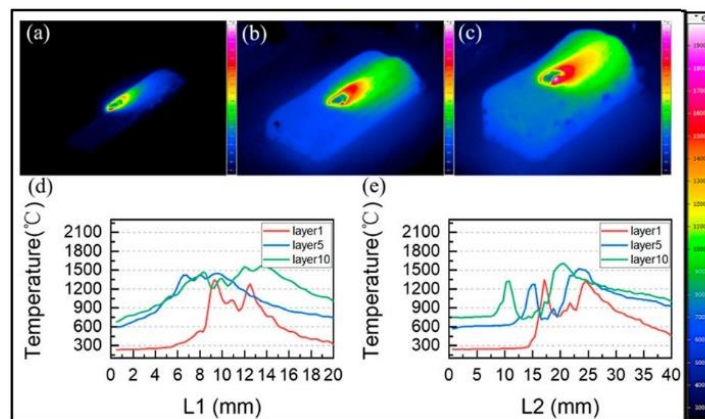 (a)
(b)
(c)
(d)
(e)
Temperature(℃)
2100
1800
1500
1200
900
600
300
layer1
layer5
layer10
0 2 4 6 8 10 12 14 16 18 20
L1 (mm)
Temperature(℃)
2100
1800
1500
1200
900
600
300
layer1
layer5
layer10
0 5 10 15 20 25 30 35 40
L2 (mm)